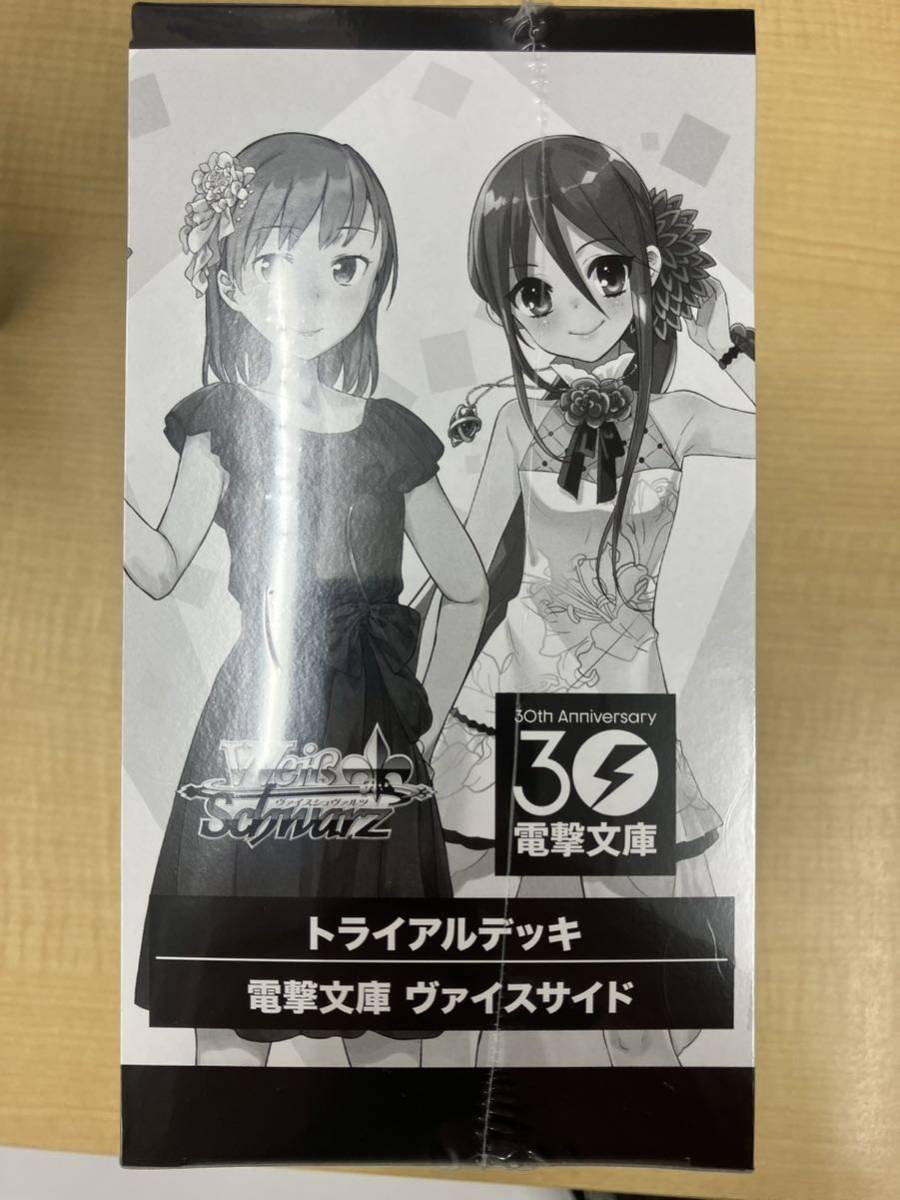 Weiß
ヴァイスシュヴァルツ
Schwarz
30th Anniversary
30
電撃文庫
トライアルデッキ
電撃文庫 ヴァイスサイド